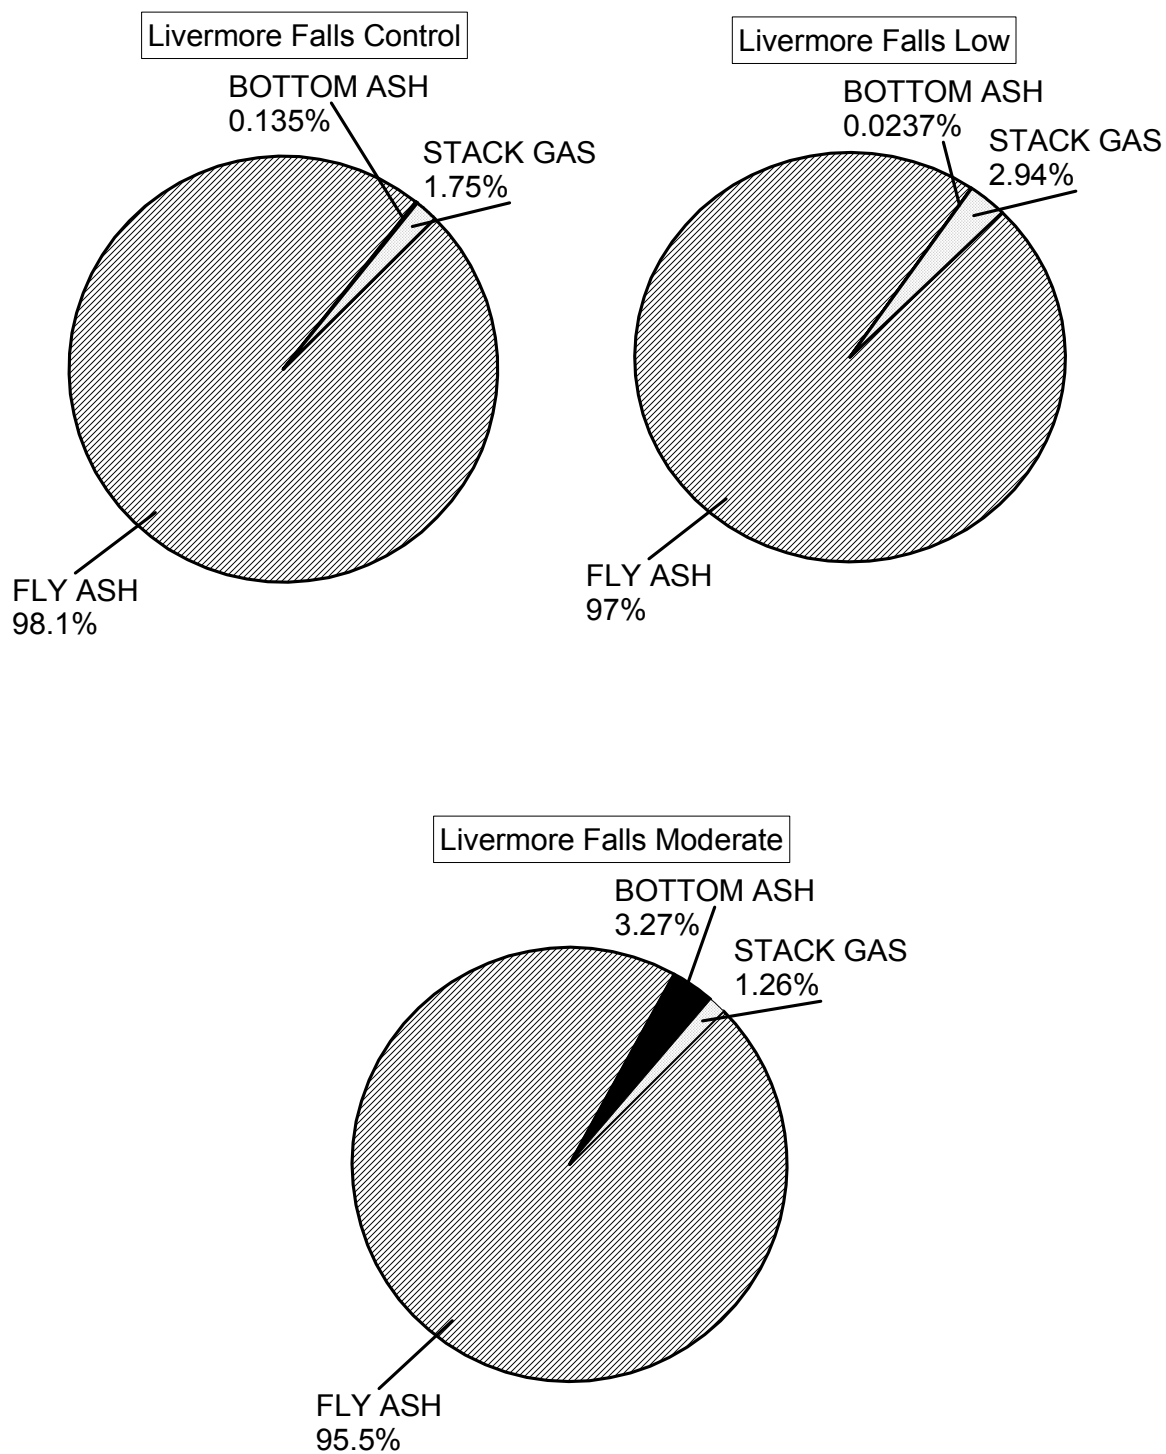 Livermore Falls Control
BOTTOM ASH
0.135%
STACK GAS
1.75%
FLY ASH
98.1%
Livermore Falls Low
BOTTOM ASH
0.0237%
STACK GAS
2.94%
FLY ASH
97%
Livermore Falls Moderate
BOTTOM ASH
3.27%
STACK GAS
1.26%
FLY ASH
95.5%